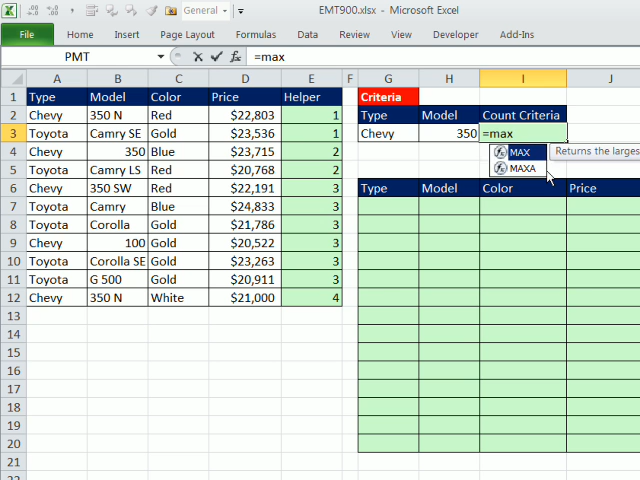 General
EMT900.xlsx - Microsoft Excel
File Home Insert Page Layout Formulas Data Review View Developer Add-Ins
PMT =max
A B C D E F G H I J
1 Type Model Color Price Helper Criteria
2 Chevy 350 N Red $22,803 1 Type Model Count Criteria
3 Toyota Camry SE Gold $23,536 1 Chevy 350 =max
4 Chevy 350 Blue $23,715 2 MAX Returns the larges
5 Toyota Camry LS Red $20,768 2 MAXA
6 Chevy 350 SW Red $22,191 3 Type Model Color Price
7 Toyota Camry Blue $24,833 3
8 Toyota Corolla Gold $21,786 3
9 Chevy 100 Gold $20,522 3
10 Toyota Corolla SE Gold $23,263 3
11 Toyota G 500 Gold $20,911 3
12 Chevy 350 N White $21,000 4
13
14
15
16
17
18
19
20
21